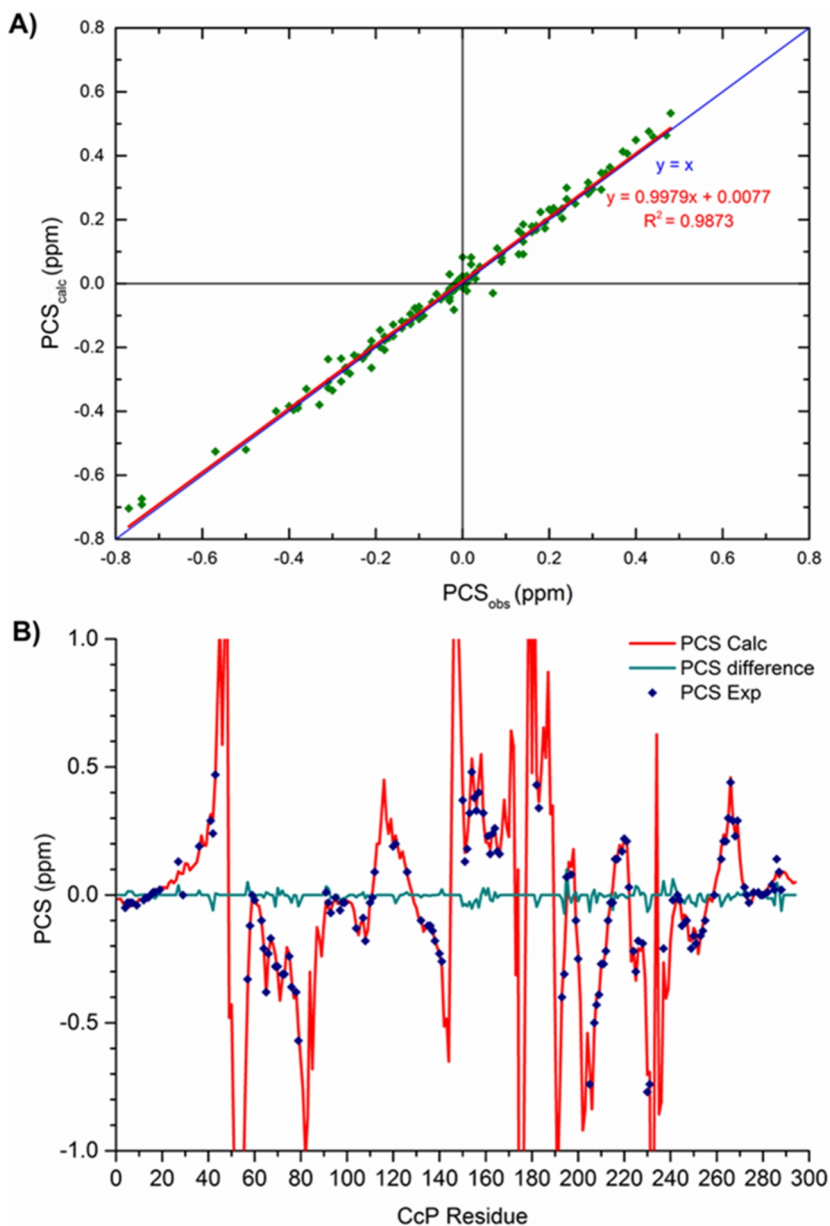 A)
0.8
0.6
0.4
0.2
0.0
-0.2
-0.4
-0.6
-0.8
PCS_calc (ppm)
y = x
y = 0.9979x + 0.0077
R² = 0.9873
-0.8 -0.6 -0.4 -0.2 0.0 0.2 0.4 0.6 0.8
PCS_obs (ppm)
B)
1.0
0.5
0.0
-0.5
-1.0
PCS (ppm)
PCS Calc
PCS difference
PCS Exp
0 20 40 60 80 100 120 140 160 180 200 220 240 260 280 300
CcP Residue